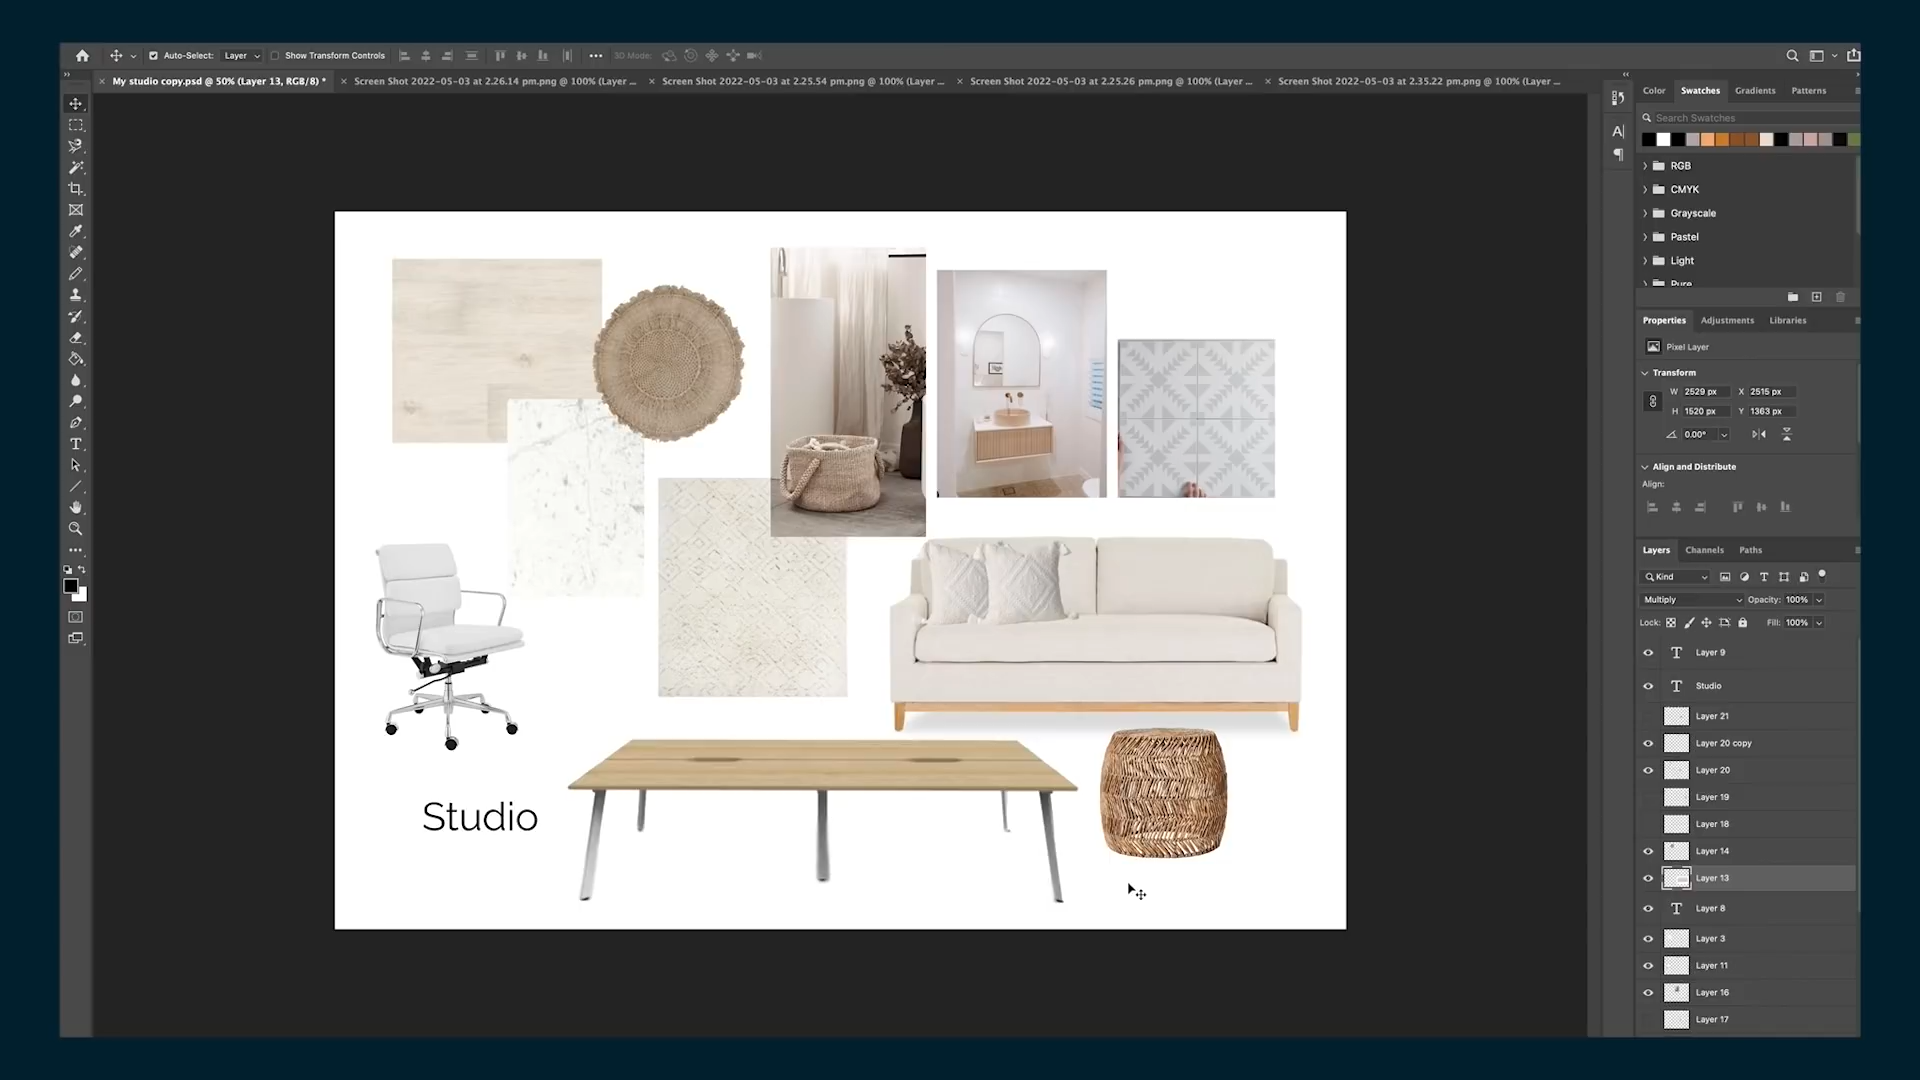 Auto-Select: Layer Show Transform Controls 3D Mode:
My studio copy.psd @ 50% (Layer 13, RGB/8) * Screen Shot 2022-05-03 at 2.26.14 pm.png @ 100% (Layer ... Screen Shot 2022-05-03 at 2.25.54 pm.png @ 100% (Layer ... Screen Shot 2022-05-03 at 2.25.26 pm.png @ 100% (Layer ... Screen Shot 2022-05-03 at 2.35.22 pm.png @ 100% (Layer ...
Color Swatches Gradients Patterns
Search Swatches
RGB
CMYK
Grayscale
Pastel
Light
Pure
Properties Adjustments Libraries
Pixel Layer
Transform
W 2529 px X 2515 px
H 1520 px Y 1363 px
0.00°
Align and Distribute
Align:
Layers Channels Paths
Kind
Multiply Opacity: 100%
Lock: Fill: 100%
Layer 9
Studio
Layer 21
Layer 20 copy
Layer 20
Layer 19
Layer 18
Layer 14
Layer 13
Layer 8
Layer 3
Layer 11
Layer 16
Layer 17
Studio